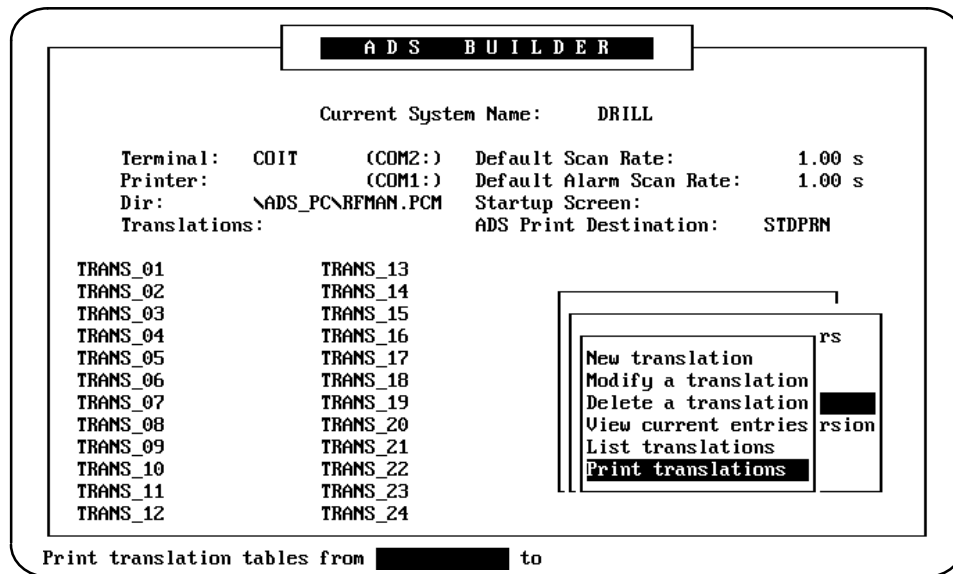 ADS BUILDER
Current System Name: DRILL
Terminal: COIT (COM2:) Default Scan Rate: 1.00 s
Printer: (COM1:) Default Alarm Scan Rate: 1.00 s
Dir: \ADS_PC\RFMAN.PCM Startup Screen:
Translations: ADS Print Destination: STDPRN
TRANS_01 TRANS_13
TRANS_02 TRANS_14
TRANS_03 TRANS_15
TRANS_04 TRANS_16 rs
TRANS_05 TRANS_17 New translation
TRANS_06 TRANS_18 Modify a translation
TRANS_07 TRANS_19 Delete a translation
TRANS_08 TRANS_20 View current entries rsion
TRANS_09 TRANS_21 List translations
TRANS_10 TRANS_22 Print translations
TRANS_11 TRANS_23
TRANS_12 TRANS_24
Print translation tables from to